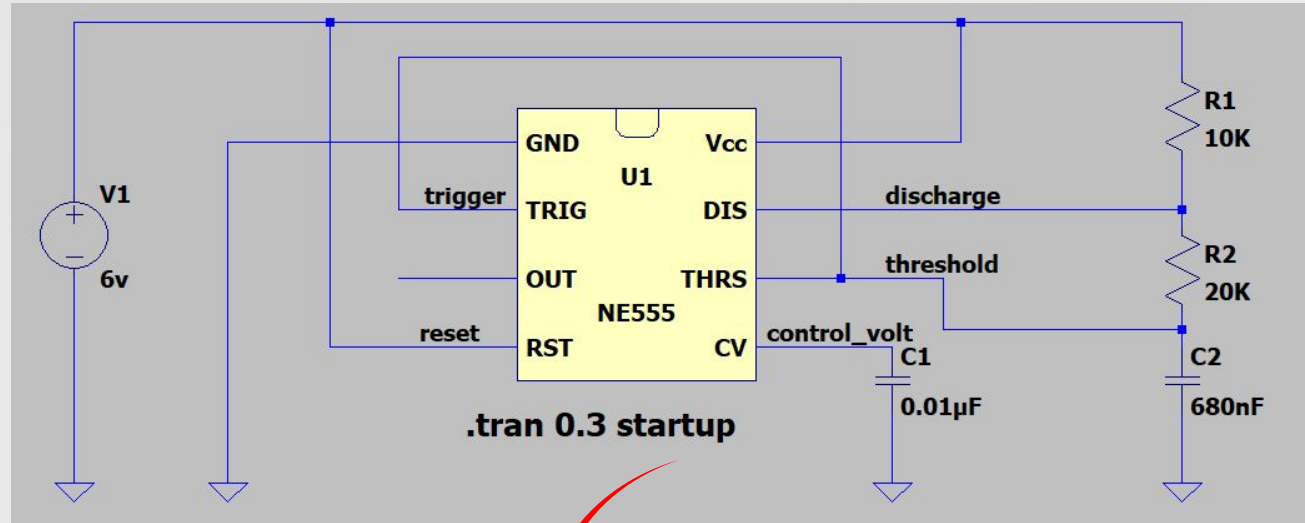 V1
6v
GND
trigger
TRIG
OUT
reset
RST
U1
NE555
Vcc
DIS
discharge
THRS
threshold
CV
control_volt
R1
10K
R2
20K
C1
0.01µF
C2
680nF
.tran 0.3 startup